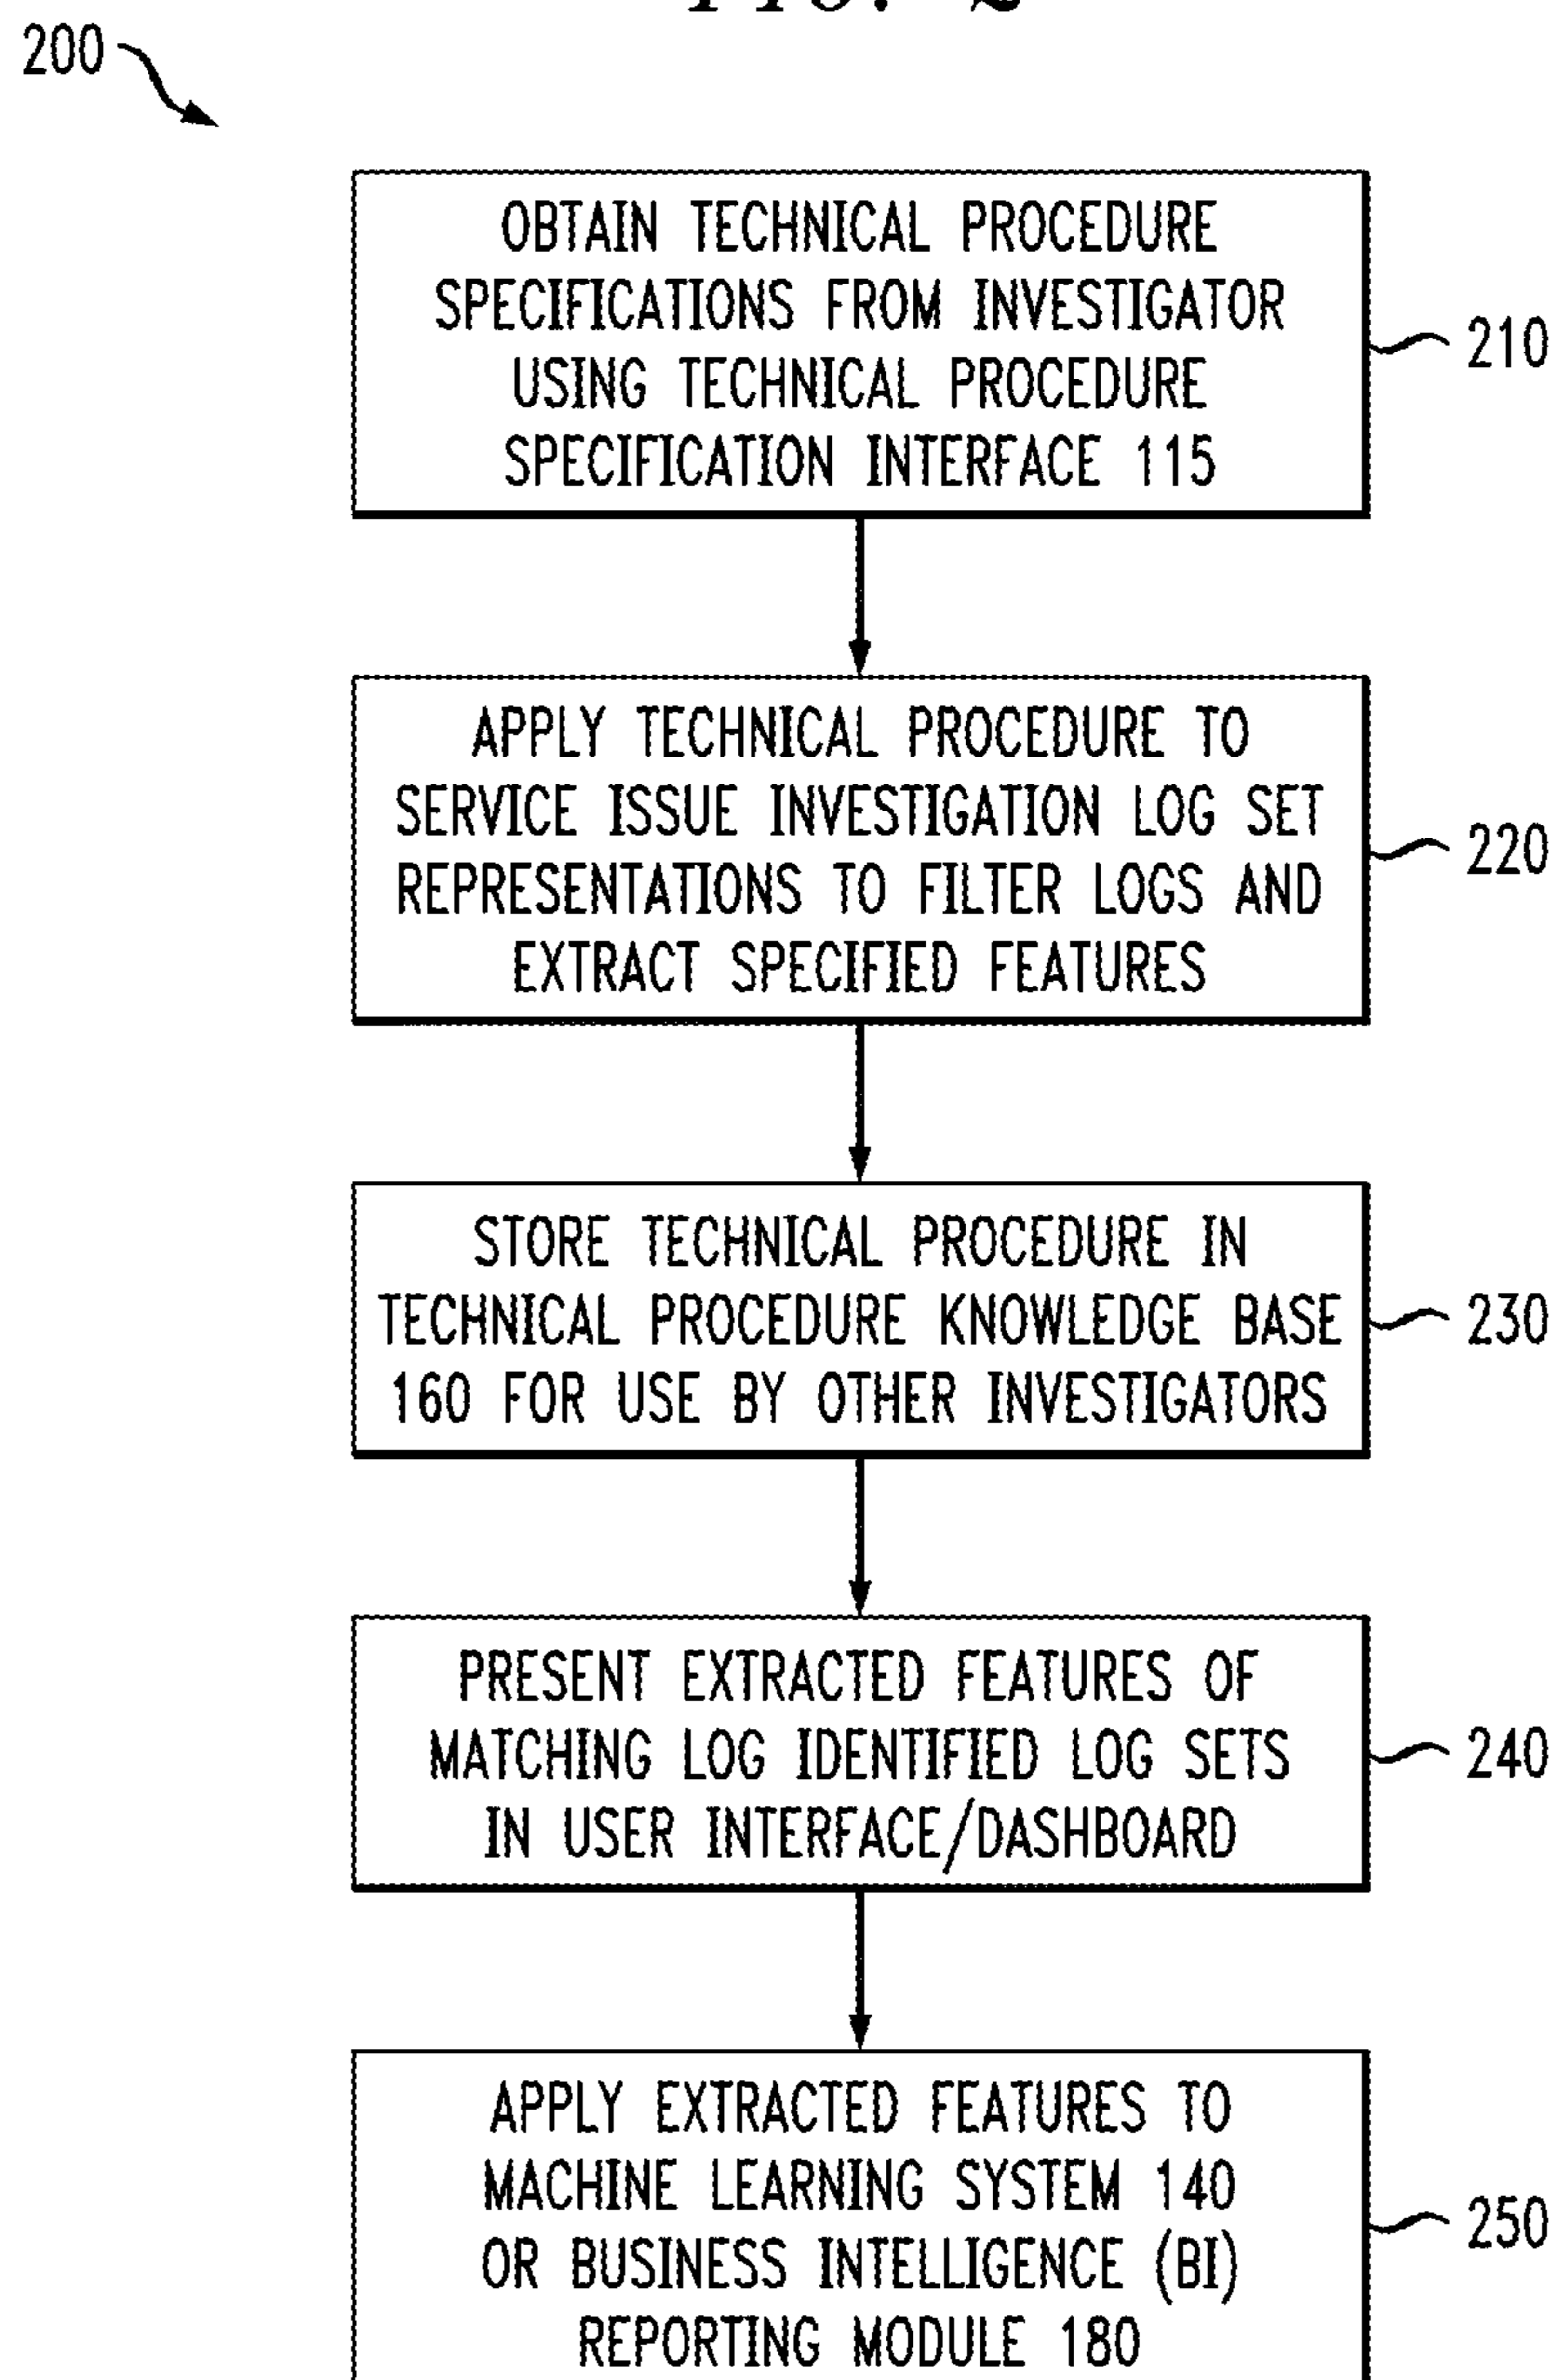 200
OBTAIN TECHNICAL PROCEDURE
SPECIFICATIONS FROM INVESTIGATOR
USING TECHNICAL PROCEDURE
SPECIFICATION INTERFACE 115
210
APPLY TECHNICAL PROCEDURE TO
SERVICE ISSUE INVESTIGATION LOG SET
REPRESENTATIONS TO FILTER LOGS AND
EXTRACT SPECIFIED FEATURES
220
STORE TECHNICAL PROCEDURE IN
TECHNICAL PROCEDURE KNOWLEDGE BASE
160 FOR USE BY OTHER INVESTIGATORS
230
PRESENT EXTRACTED FEATURES OF
MATCHING LOG IDENTIFIED LOG SETS
IN USER INTERFACE/DASHBOARD
240
APPLY EXTRACTED FEATURES TO
MACHINE LEARNING SYSTEM 140
OR BUSINESS INTELLIGENCE (BI)
REPORTING MODULE 180
250